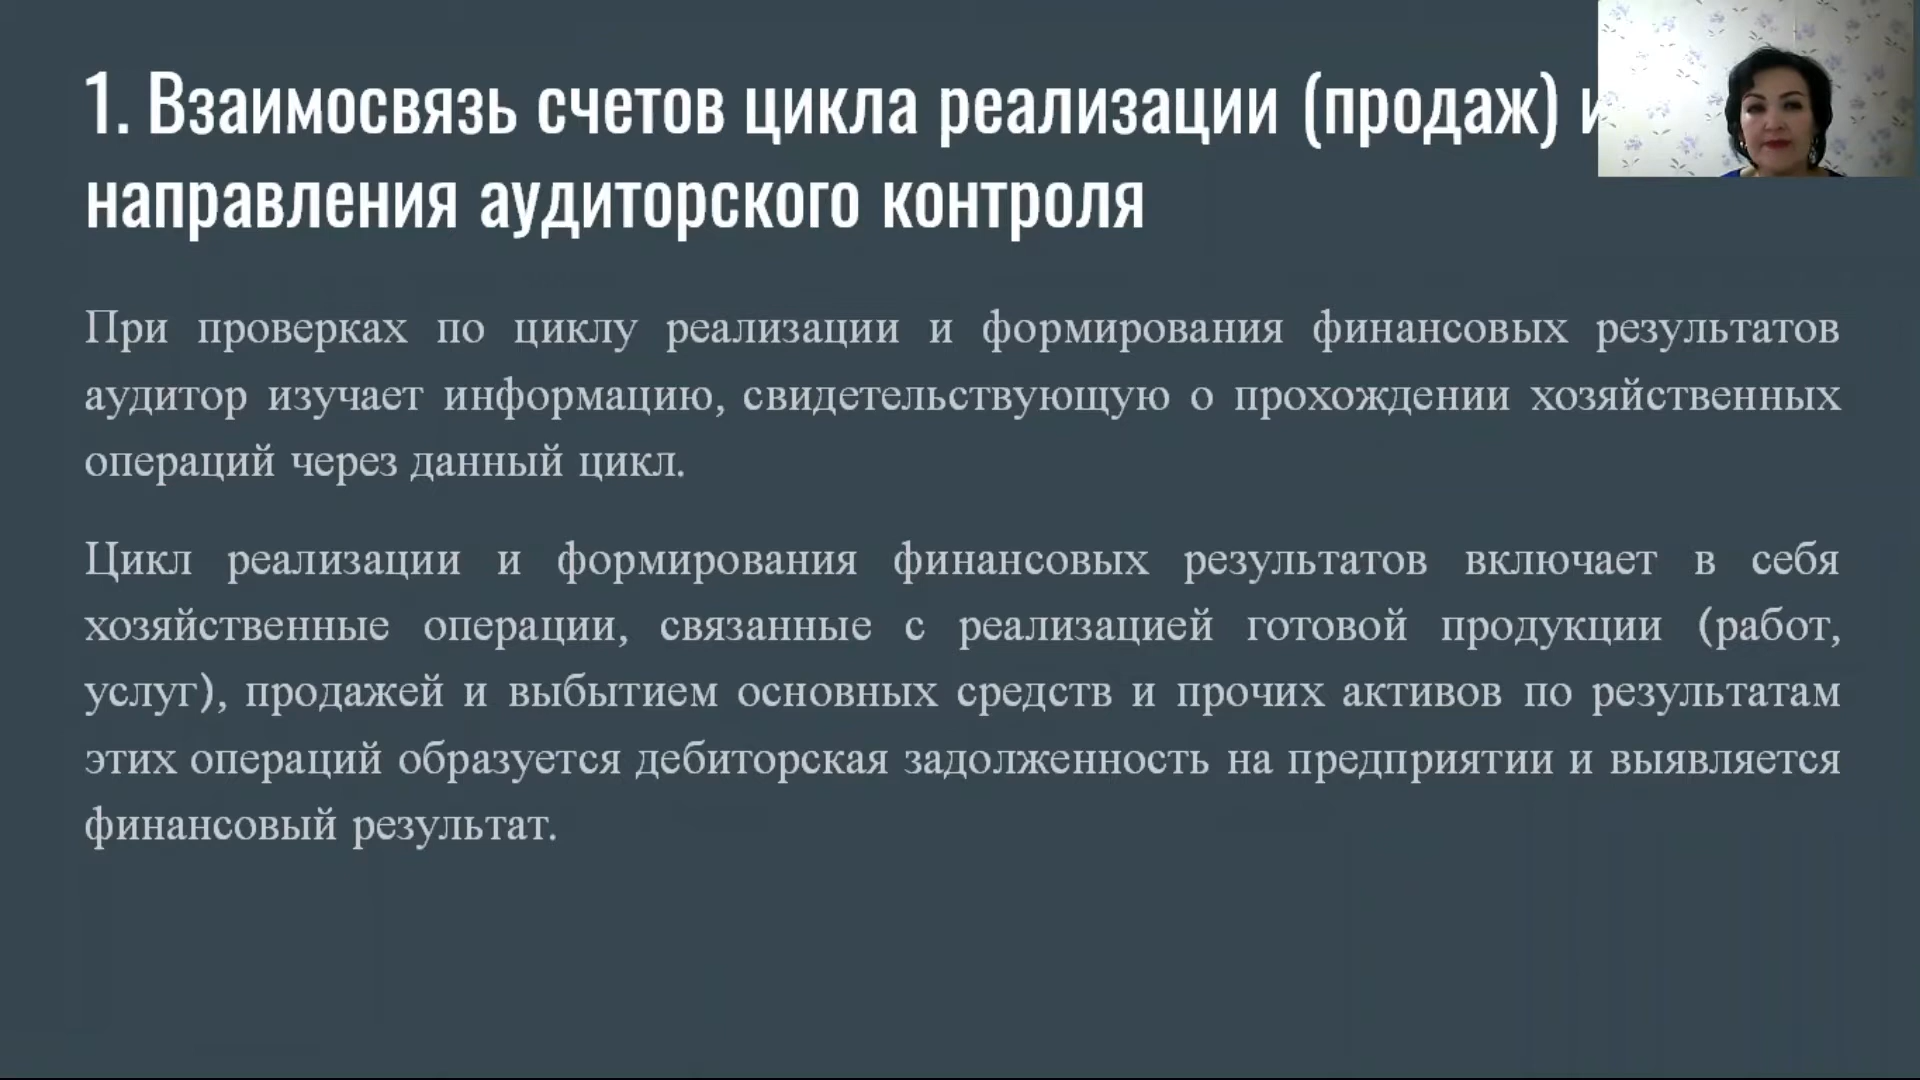 1. Взаимосвязь счетов цикла реализации (продаж) и
направления аудиторского контроля
При проверках по циклу реализации и формирования финансовых результатов
аудитор изучает информацию, свидетельствующую о прохождении хозяйственных
операций через данный цикл.
Цикл реализации и формирования финансовых результатов включает в себя
хозяйственные операции, связанные с реализацией готовой продукции (работ,
услуг), продажей и выбытием основных средств и прочих активов по результатам
этих операций образуется дебиторская задолженность на предприятии и выявляется
финансовый результат.